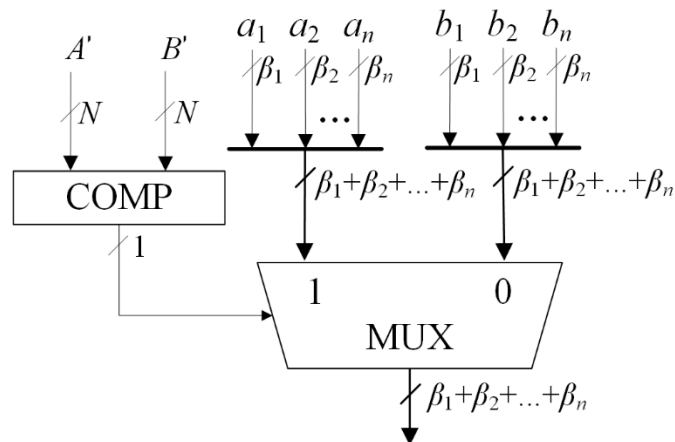 A' B' a₁ a₂ aₙ b₁ b₂ bₙ
N N β₁ β₂ βₙ β₁ β₂ βₙ
... ...
COMP β₁+β₂+...+βₙ β₁+β₂+...+βₙ
1
1 0
MUX
β₁+β₂+...+βₙ